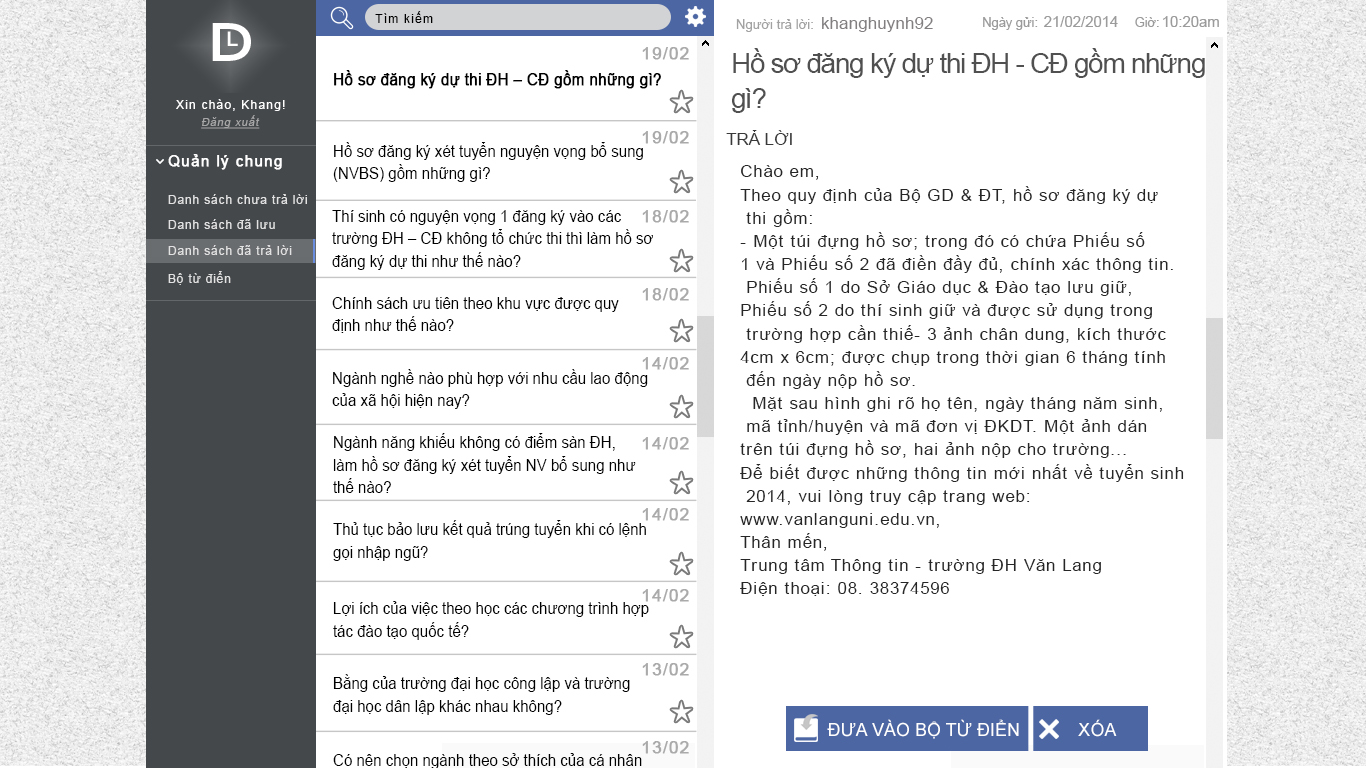 DL
Xin chào, Khang!
Đăng xuất
Quản lý chung
Danh sách chưa trả lời
Danh sách đã lưu
Danh sách đã trả lời
Bộ từ điển
Tìm kiếm
19/02
Hồ sơ đăng ký dự thi ĐH – CĐ gồm những gì?
19/02
Hồ sơ đăng ký xét tuyển nguyện vọng bổ sung
(NVBS) gồm những gì?
18/02
Thí sinh có nguyện vọng 1 đăng ký vào các
trường ĐH – CĐ không tổ chức thi thì làm hồ sơ
đăng ký dự thi như thế nào?
18/02
Chính sách ưu tiên theo khu vực được quy
định như thế nào?
14/02
Ngành nghề nào phù hợp với nhu cầu lao động
của xã hội hiện nay?
14/02
Ngành năng khiếu không có điểm sàn ĐH,
làm hồ sơ đăng ký xét tuyển NV bổ sung như
thế nào?
14/02
Thủ tục bảo lưu kết quả trúng tuyển khi có lệnh
gọi nhập ngũ?
14/02
Lợi ích của việc theo học các chương trình hợp
tác đào tạo quốc tế?
13/02
Bằng của trường đại học công lập và trường
đại học dân lập khác nhau không?
13/02
Có nên chọn ngành theo sở thích của cá nhân
Người trả lời: khanghuynh92
Ngày gửi: 21/02/2014
Giờ: 10:20am
Hồ sơ đăng ký dự thi ĐH - CĐ gồm những
gì?
TRẢ LỜI
Chào em,
Theo quy định của Bộ GD & ĐT, hồ sơ đăng ký dự
thi gồm:
- Một túi đựng hồ sơ; trong đó có chứa Phiếu số
1 và Phiếu số 2 đã điền đầy đủ, chính xác thông tin.
Phiếu số 1 do Sở Giáo dục & Đào tạo lưu giữ,
Phiếu số 2 do thí sinh giữ và được sử dụng trong
trường hợp cần thiế- 3 ảnh chân dung, kích thước
4cm x 6cm; được chụp trong thời gian 6 tháng tính
đến ngày nộp hồ sơ.
Mặt sau hình ghi rõ họ tên, ngày tháng năm sinh,
mã tỉnh/huyện và mã đơn vị ĐKDT. Một ảnh dán
trên túi đựng hồ sơ, hai ảnh nộp cho trường...
Để biết được những thông tin mới nhất về tuyển sinh
2014, vui lòng truy cập trang web:
www.vanlanguni.edu.vn,
Thân mến,
Trung tâm Thông tin - trường ĐH Văn Lang
Điện thoại: 08. 38374596
ĐƯA VÀO BỘ TỪ ĐIỂN
XÓA